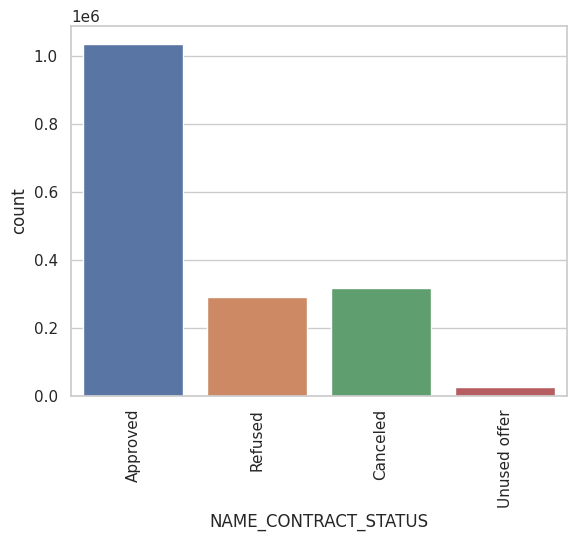 1e6
1.0
0.8
0.6
0.4
0.2
0.0
count
Approved
Refused
Canceled
Unused offer
NAME_CONTRACT_STATUS